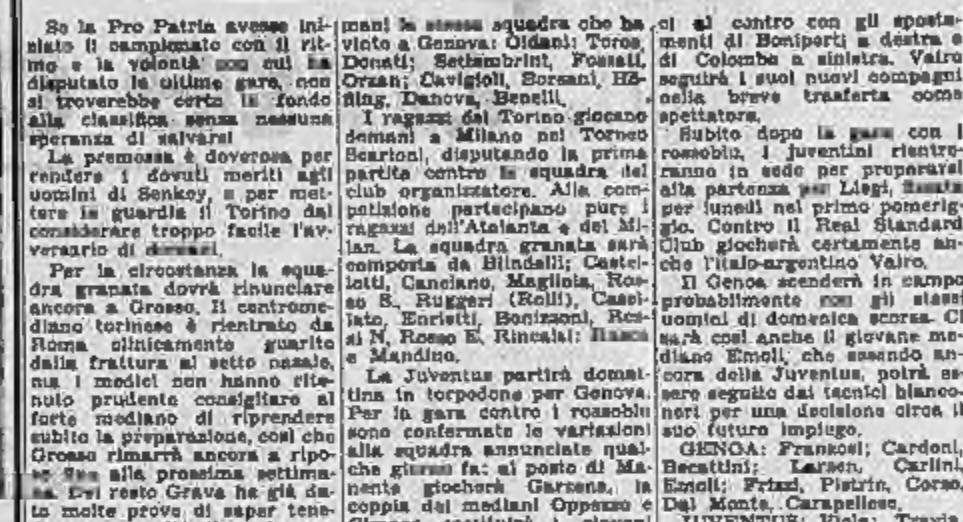 Se la Pro Patria avesse ini-
ziato il campionato con il rit-
mo e la volontà con cui ha
disputato le ultime gare, non
si troverebbe certo in fondo
alla classifica senza nessuna
speranza di salvarsi
La premessa è doverosa per
rendere i dovuti meriti agli
uomini di Senkey, e per met-
tere in guardia il Torino dal
considerare troppo facile l'av-
versario di
Per la circostanza la squa-
dra granata dovrà rinunciare
ancora a Grosso. Il centrome-
diano torinese è rientrato da
Roma clinicamente guarito
dalla frattura al setto nasale,
ma i medici non hanno rite-
nuto prudente consigliare al
forte mediano di riprendere
subito la preparazione, così che
Grosso rimarrà ancora a ripo-
so alla prossima settima-
na. Del resto Grava ha già da-
to molte prove di saper tene-
mani la stessa squadra che ha
vinto a Genova: Oldani; Toros,
Donati; Settembrini, Fossati,
Orzan; Cavigioli, Borsani, Hö-
fling, Danova, Benelli.
I ragazzi del Torino giocano
domani a Milano nel Torneo
Scarioni, disputando la prima
partita contro la squadra del
club organizzatore. Alla com-
petizione partecipano pure i
ragazzi dell'Atalanta e del Mi-
lan. La squadra granata sarà
composta da Blindalli; Castel-
lotti, Canciano, Magliola, Ros-
so S., Ruggeri (Rolli), Casci-
lato, Enrietti, Bonizzoni, Ros-
si N, Rosso E, Rincalzi:
e Mandino.
La Juventus partirà domat-
tina in torpedone per Genova.
Per la gara contro i rossoblu
sono confermate le variazioni
alla squadra annunciate qual-
che giorno fa: al posto di Ma-
nente giocherà Garzena, la
coppia dei mediani Oppezzo e
i giovani
ci al centro con gli sposta-
menti di Boniperti a destra e
di Colombo a sinistra. Vairo
seguirà i suoi nuovi compagni
nella breve trasferta come
spettatore.
Subito dopo la gara con i
rossoblu, i juventini rientre-
ranno in sede per prepararsi
alla partenza per Liegi,
per lunedì nel primo pomerig-
gio. Contro il Real Standard
Club giocherà certamente an-
che l'italo-argentino Vairo.
Il Genoa scenderà in campo
probabilmente con gli stessi
uomini di domenica scorsa. Ci
sarà così anche il giovane me-
diano Emoli, che essendo an-
cora della Juventus, potrà es-
sere seguito dai tecnici bianco-
neri per una decisione circa il
suo futuro impiego.
GENOA: Franzosi; Cardoni,
Becattini; Larsen, Carlini,
Emoli; Frizzi, Pistrin, Corso,
Dal Monte, Carapellese.
JUVENTUS: Viola; Travia,